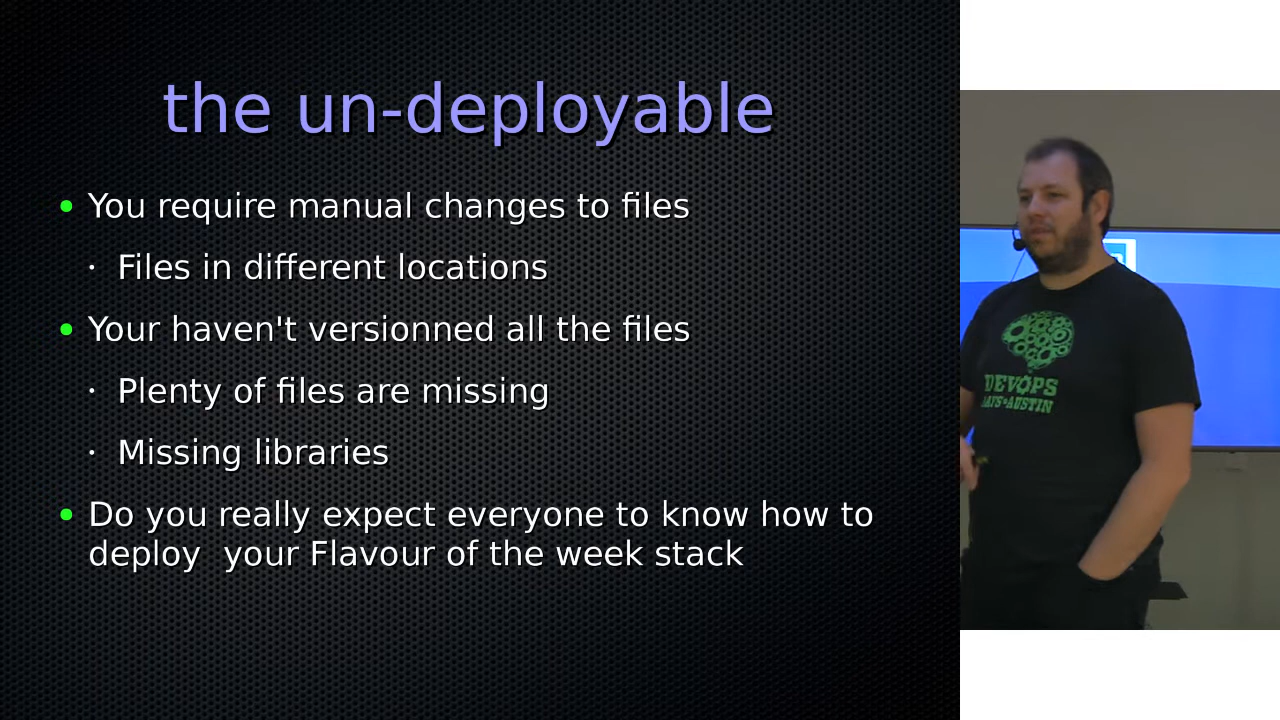 the un-deployable
You require manual changes to files
Files in different locations
Your haven't versionned all the files
Plenty of files are missing
Missing libraries
Do you really expect everyone to know how to
deploy  your Flavour of the week stack
DEVOPS
DAYS AUSTIN